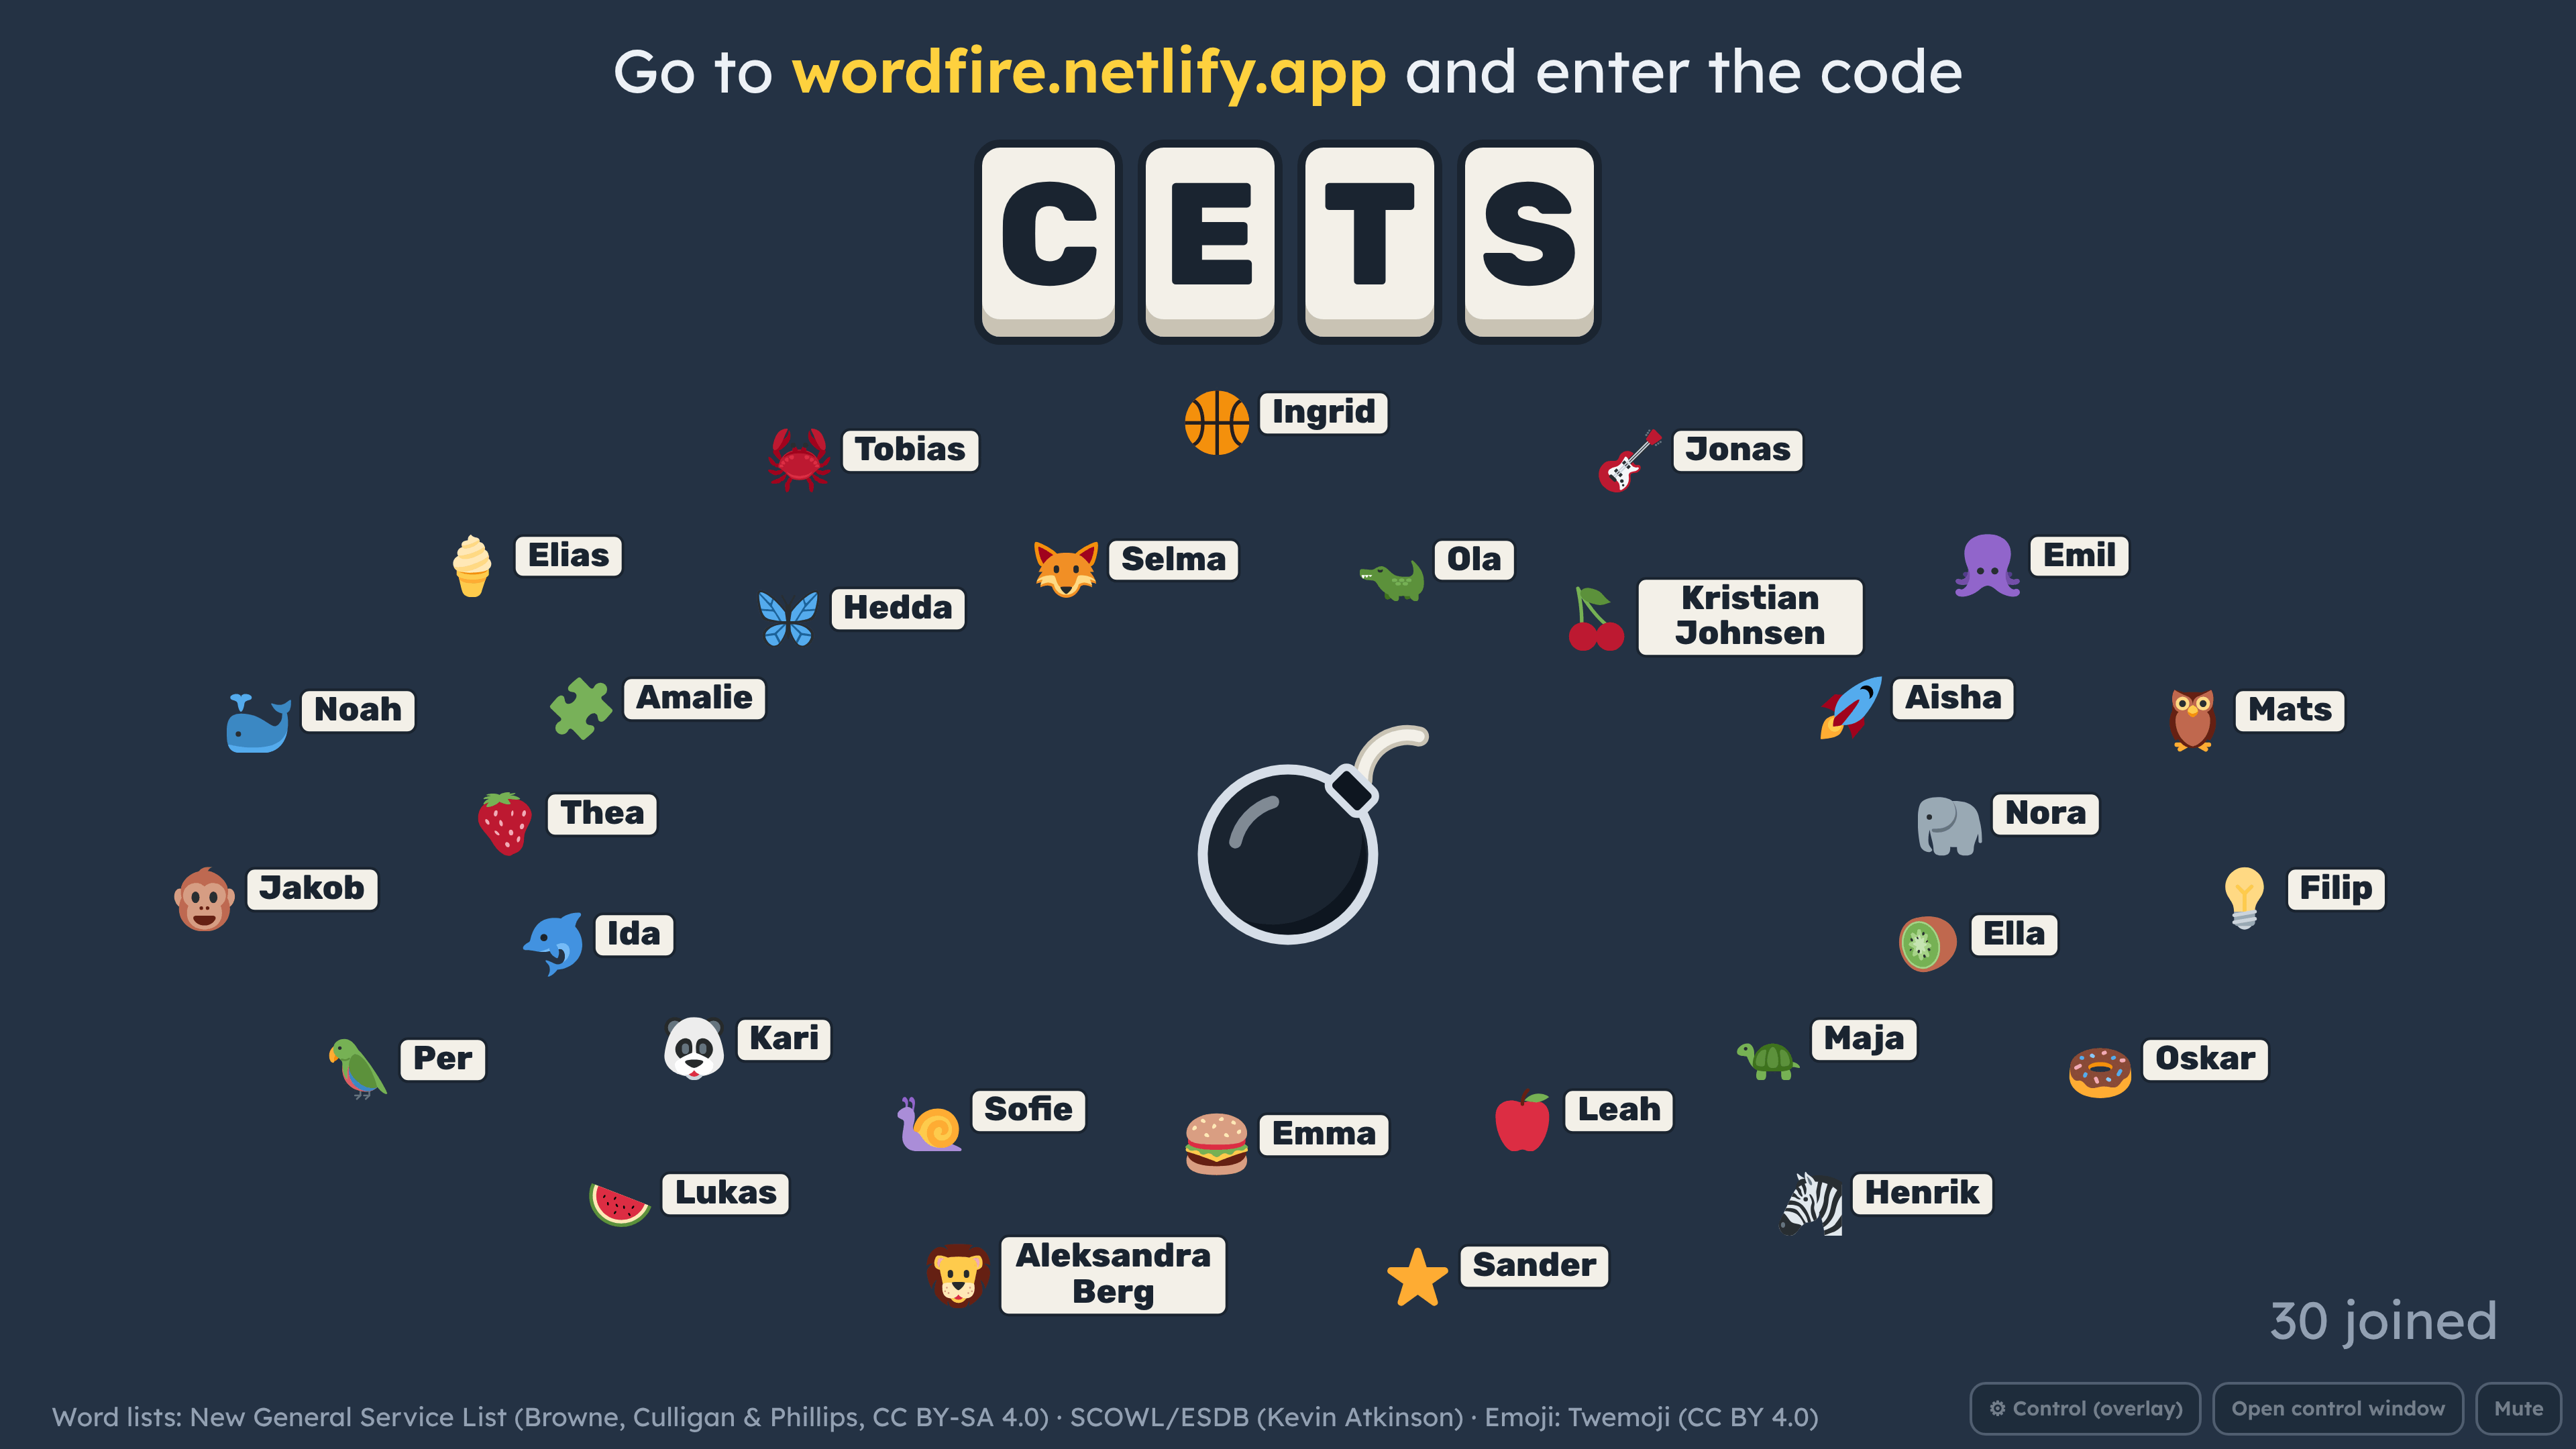 Go to wordfire.netlify.app and enter the code
CETS
Ingrid
Tobias
Jonas
Elias
Selma
Ola
Emil
Hedda
Kristian
Johnsen
Noah
Amalie
Aisha
Mats
Thea
Nora
Jakob
Filip
Ida
Ella
Per
Kari
Maja
Oskar
Sofie
Emma
Leah
Lukas
Henrik
Aleksandra
Berg
Sander
30 joined
Word lists: New General Service List (Browne, Culligan & Phillips, CC BY-SA 4.0) · SCOWL/ESDB (Kevin Atkinson) · Emoji: Twemoji (CC BY 4.0)
⚙ Control (overlay)
Open control window
Mute